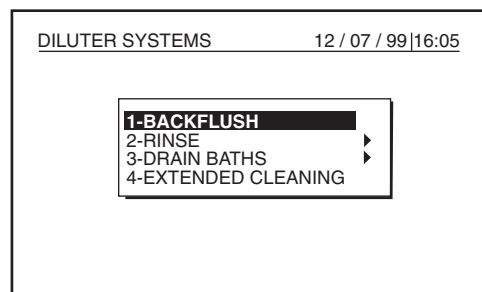 DILUTER SYSTEMS 12 / 07 / 99|16:05
1-BACKFLUSH
2-RINSE
3-DRAIN BATHS
4-EXTENDED CLEANING